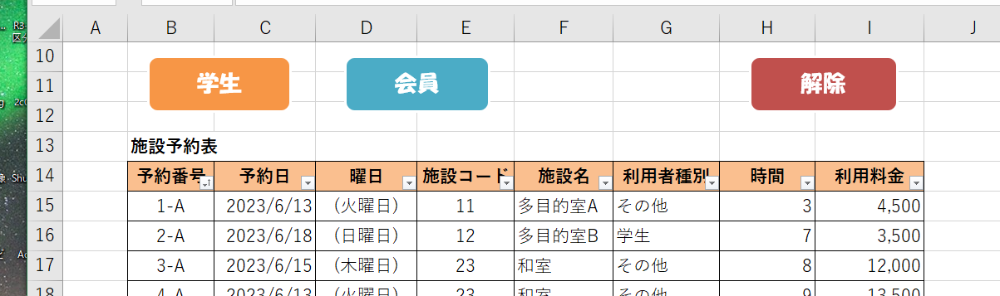 R3-
区分
A B C D E F G H I J
10
11 学生 会員 解除
12
13 施設予約表
14 予約番号 予約日 曜日 施設コード 施設名 利用者種別 時間 利用料金
15 1-A 2023/6/13 (火曜日) 11 多目的室A その他 3 4,500
16 2-A 2023/6/18 (日曜日) 12 多目的室B 学生 7 3,500
17 3-A 2023/6/15 (木曜日) 23 和室 その他 8 12,000
18 4-A 2023/6/13 (火曜日) 23 和室 その他 9 13,500